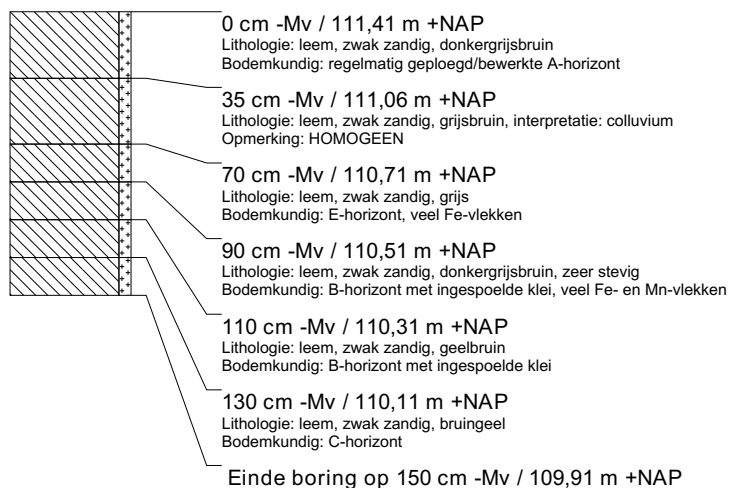 0 cm -Mv / 111,41 m +NAP
Lithologie: leem, zwak zandig, donkergrijsbruin
Bodemkundig: regelmatig geploegd/bewerkte A-horizont
35 cm -Mv / 111,06 m +NAP
Lithologie: leem, zwak zandig, grijsbruin, interpretatie: colluvium
Opmerking: HOMOGEEN
70 cm -Mv / 110,71 m +NAP
Lithologie: leem, zwak zandig, grijs
Bodemkundig: E-horizont, veel Fe-vlekken
90 cm -Mv / 110,51 m +NAP
Lithologie: leem, zwak zandig, donkergrijsbruin, zeer stevig
Bodemkundig: B-horizont met ingespoelde klei, veel Fe- en Mn-vlekken
110 cm -Mv / 110,31 m +NAP
Lithologie: leem, zwak zandig, geelbruin
Bodemkundig: B-horizont met ingespoelde klei
130 cm -Mv / 110,11 m +NAP
Lithologie: leem, zwak zandig, bruingeel
Bodemkundig: C-horizont
Einde boring op 150 cm -Mv / 109,91 m +NAP